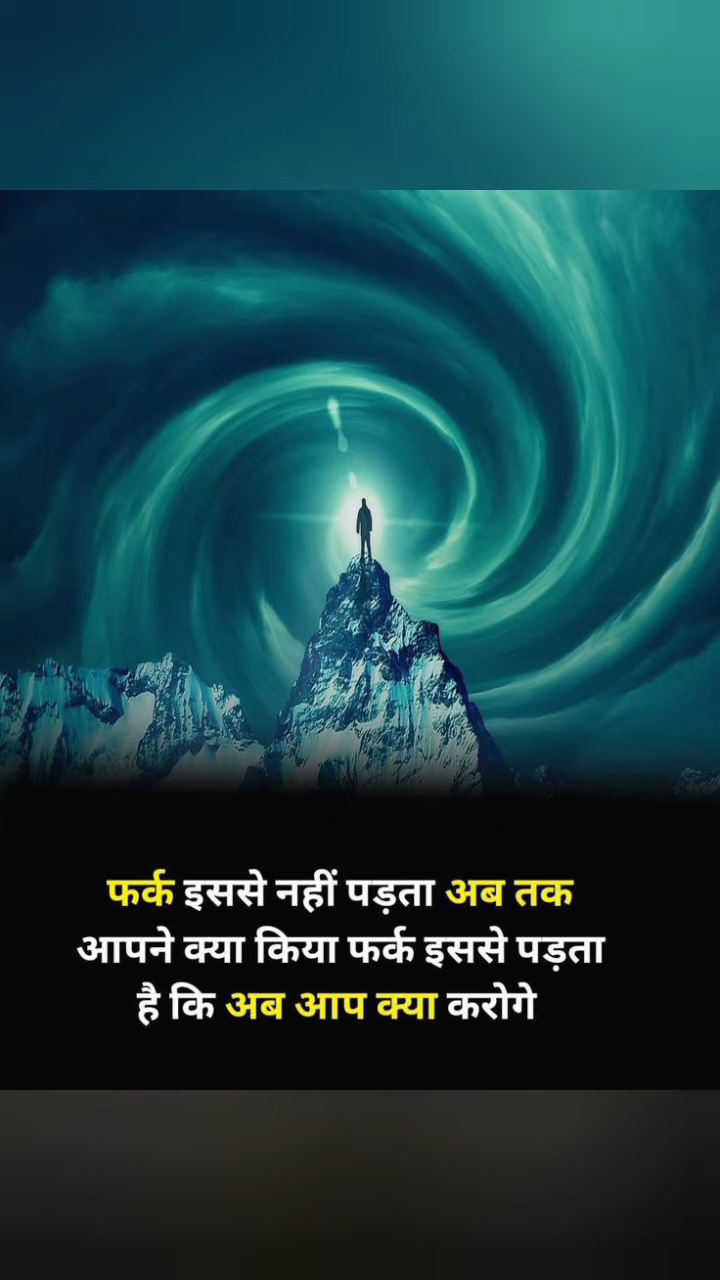 फर्क इससे नहीं पड़ता अब तक
आपने क्या किया फर्क इससे पड़ता
है कि अब आप क्या करोगे